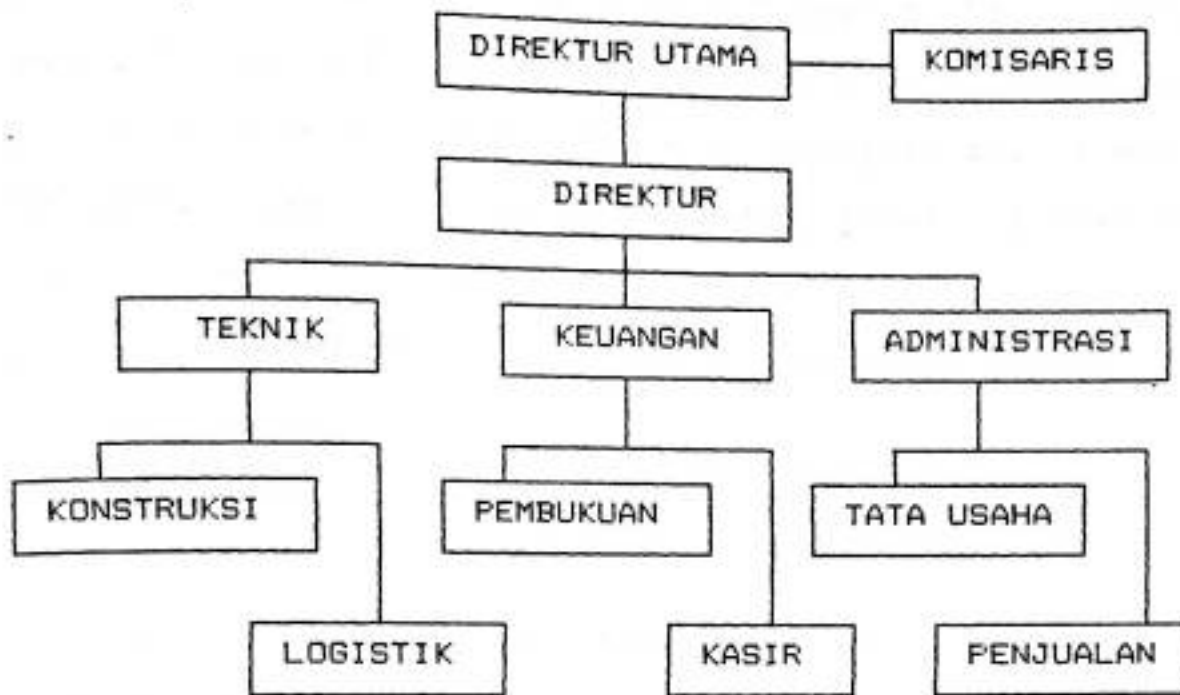 DIREKTUR UTAMA
KOMISARIS
DIREKTUR
TEKNIK
KEUANGAN
ADMINISTRASI
KONSTRUKSI
PEMBUKUAN
TATA USAHA
LOGISTIK
KASIR
PENJUALAN